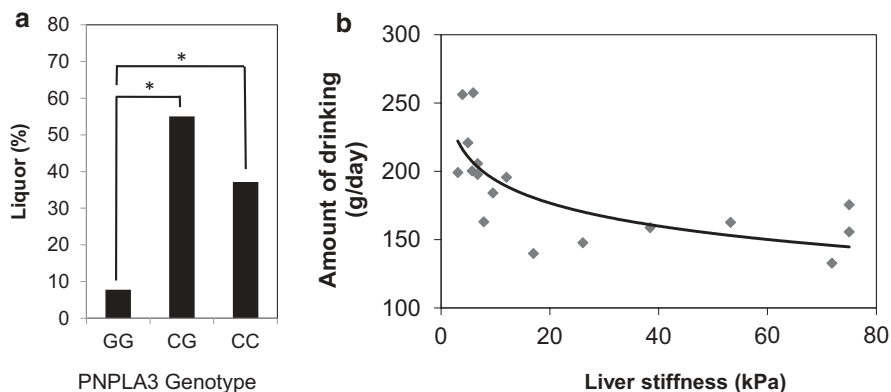 a
80
70
60
50
40
30
20
10
0
Liquor (%)
*
*
GG CG CC
PNPLA3 Genotype
b
300
250
200
150
100
Amount of drinking
(g/day)
0 20 40 60 80
Liver stiffness (kPa)